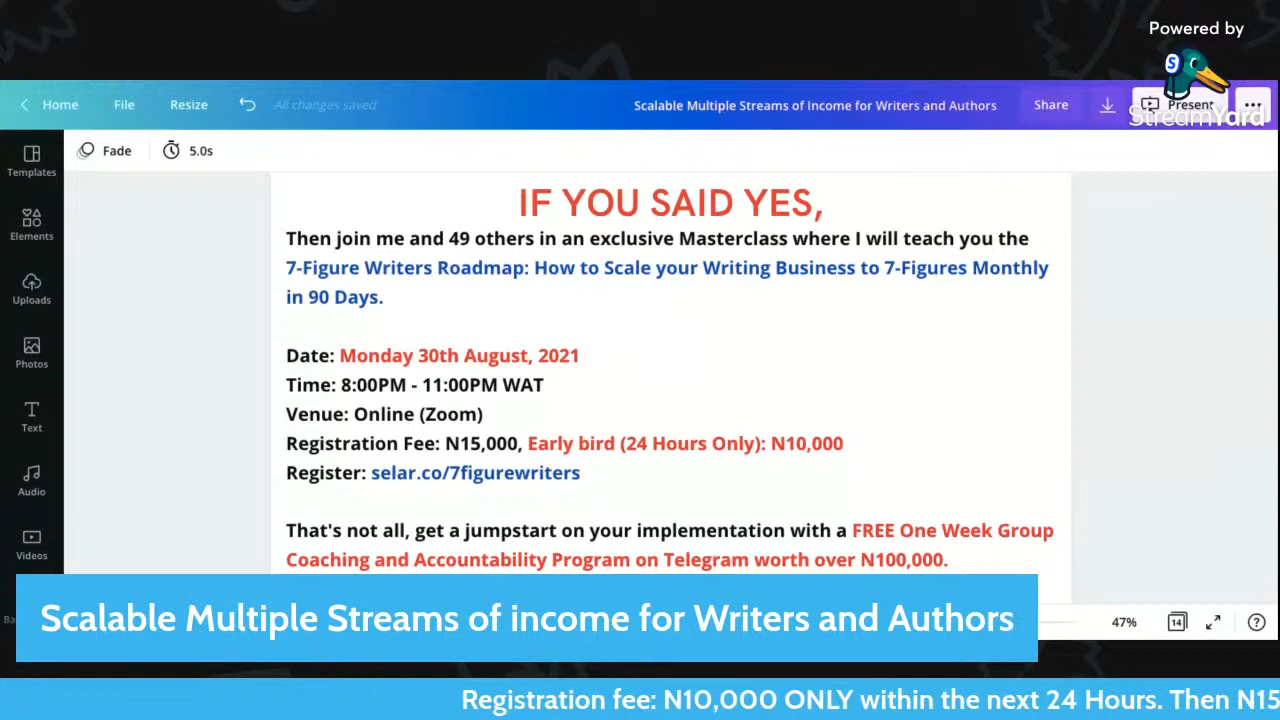 Powered by
StreamYard
Home File Resize All changes saved Scalable Multiple Streams of Income for Writers and Authors Share Present
Fade 5.0s
Templates
Elements
Uploads
Photos
Text
Audio
Videos
IF YOU SAID YES,
Then join me and 49 others in an exclusive Masterclass where I will teach you the
7-Figure Writers Roadmap: How to Scale your Writing Business to 7-Figures Monthly
in 90 Days.
Date: Monday 30th August, 2021
Time: 8:00PM - 11:00PM WAT
Venue: Online (Zoom)
Registration Fee: N15,000, Early bird (24 Hours Only): N10,000
Register: selar.co/7figurewriters
That's not all, get a jumpstart on your implementation with a FREE One Week Group
Coaching and Accountability Program on Telegram worth over N100,000.
Scalable Multiple Streams of income for Writers and Authors
47% 14 ?
Registration fee: N10,000 ONLY within the next 24 Hours. Then N15